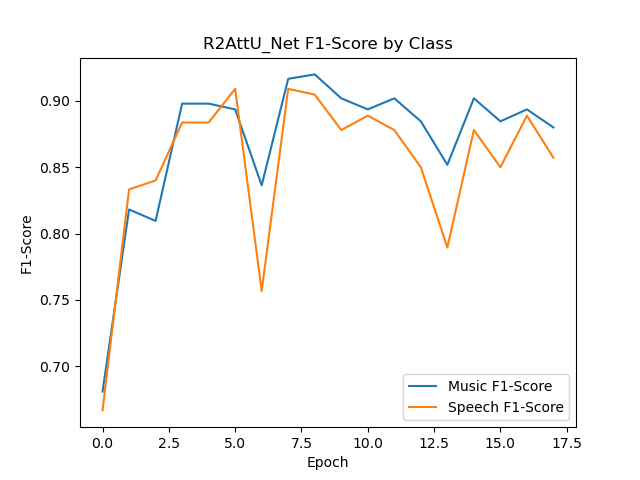 R2AttU_Net F1-Score by Class
F1-Score
0.90
0.85
0.80
0.75
0.70
0.0 2.5 5.0 7.5 10.0 12.5 15.0 17.5
Epoch
Music F1-Score
Speech F1-Score